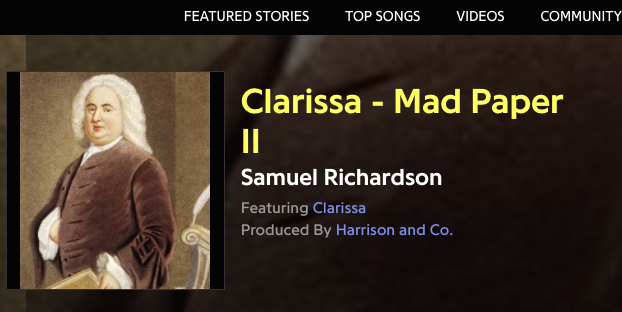 FEATURED STORIES TOP SONGS VIDEOS COMMUNITY
Clarissa - Mad Paper
II
Samuel Richardson
Featuring Clarissa
Produced By Harrison and Co.